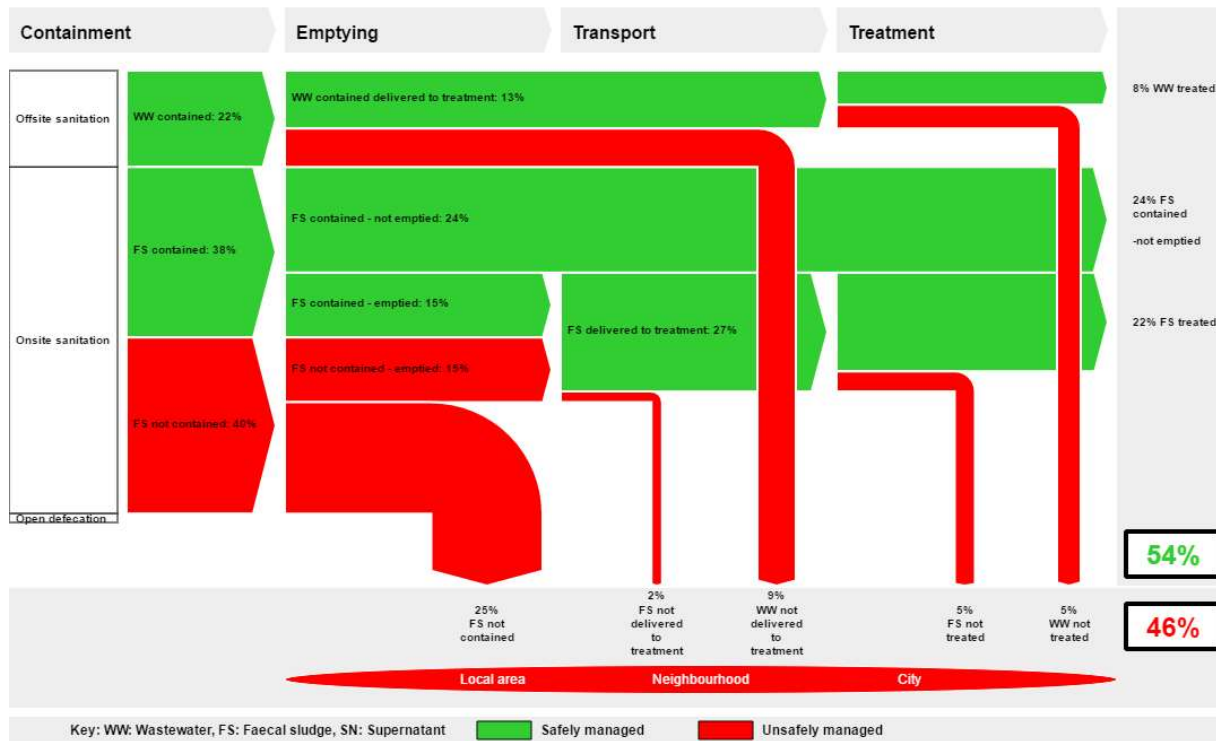 Containment
Emptying
Transport
Treatment
Offsite sanitation
WW contained: 22%
WW contained delivered to treatment: 13%
8% WW treated
FS contained: 38%
FS contained - not emptied: 24%
24% FS
contained
-not emptied
Onsite sanitation
FS contained - emptied: 15%
FS delivered to treatment: 27%
22% FS treated
FS not contained - emptied: 15%
FS not contained: 40%
Open defecation
54%
25%
FS not
contained
2%
FS not
delivered
to
treatment
9%
WW not
delivered
to
treatment
5%
FS not
treated
5%
WW not
treated
46%
Local area
Neighbourhood
City
Key: WW: Wastewater, FS: Faecal sludge, SN: Supernatant
Safely managed
Unsafely managed